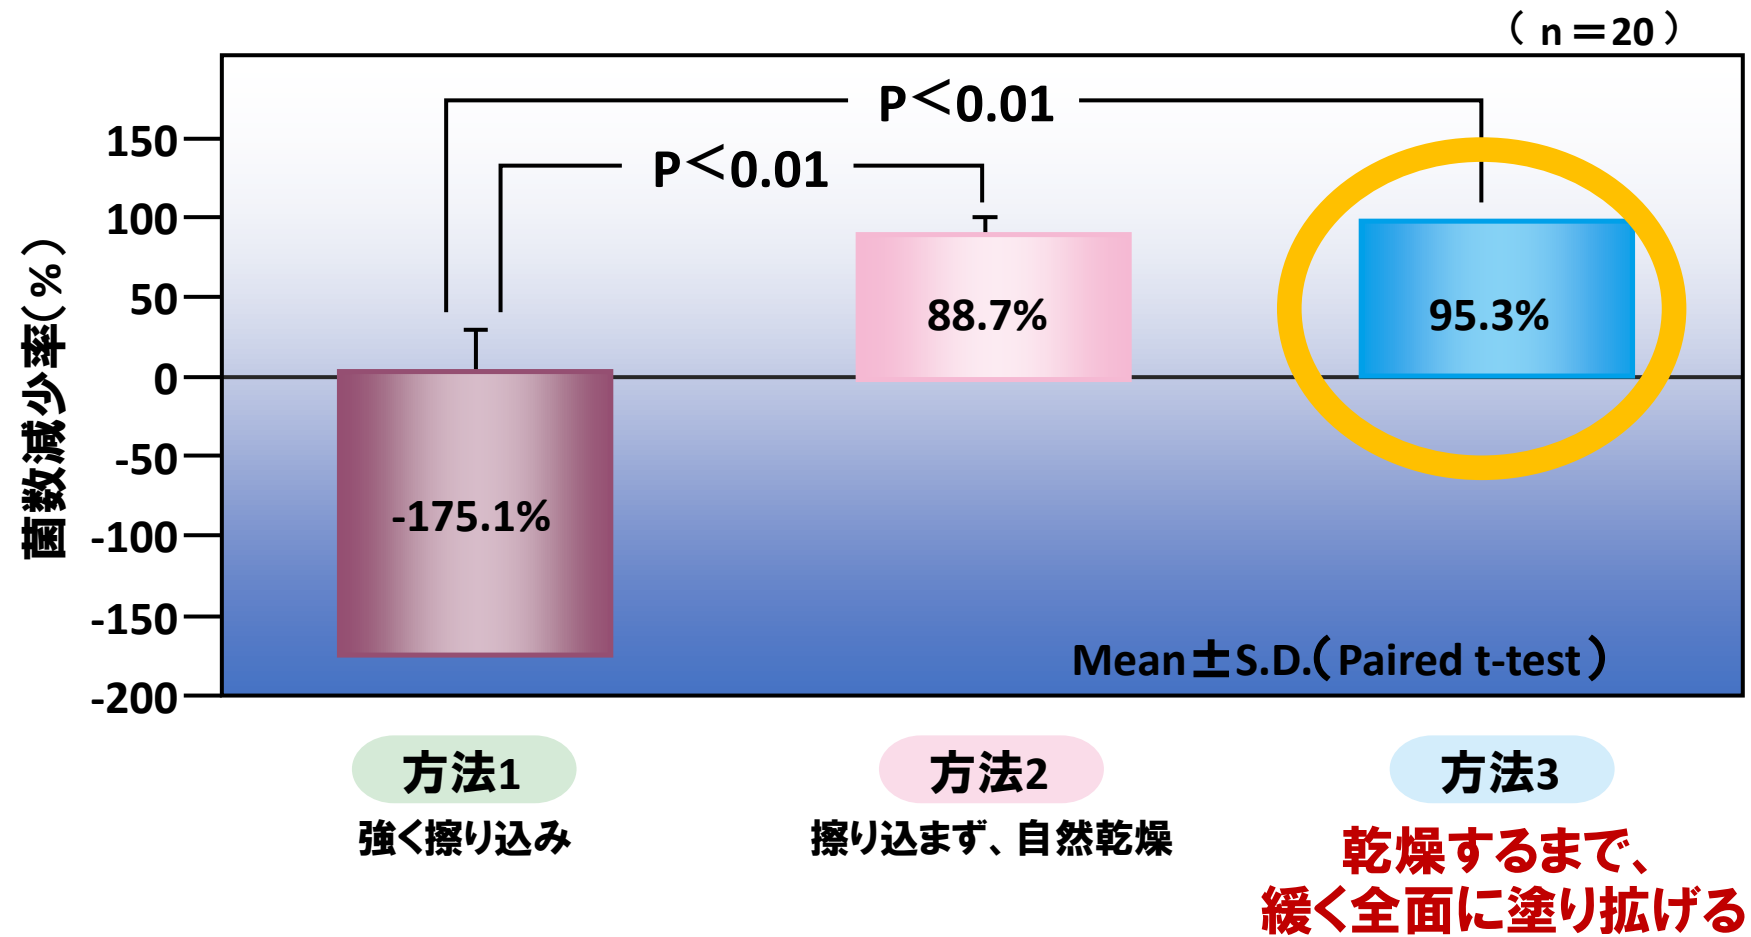 （ n＝20 ）
P＜0.01
P＜0.01
菌数減少率(％)
150
100
50
0
-50
-100
-150
-200
-175.1%
88.7%
95.3%
Mean±S.D.(Paired t-test)
方法1
強く擦り込み
方法2
擦り込まず、自然乾燥
方法3
乾燥するまで、
緩く全面に塗り拡げる